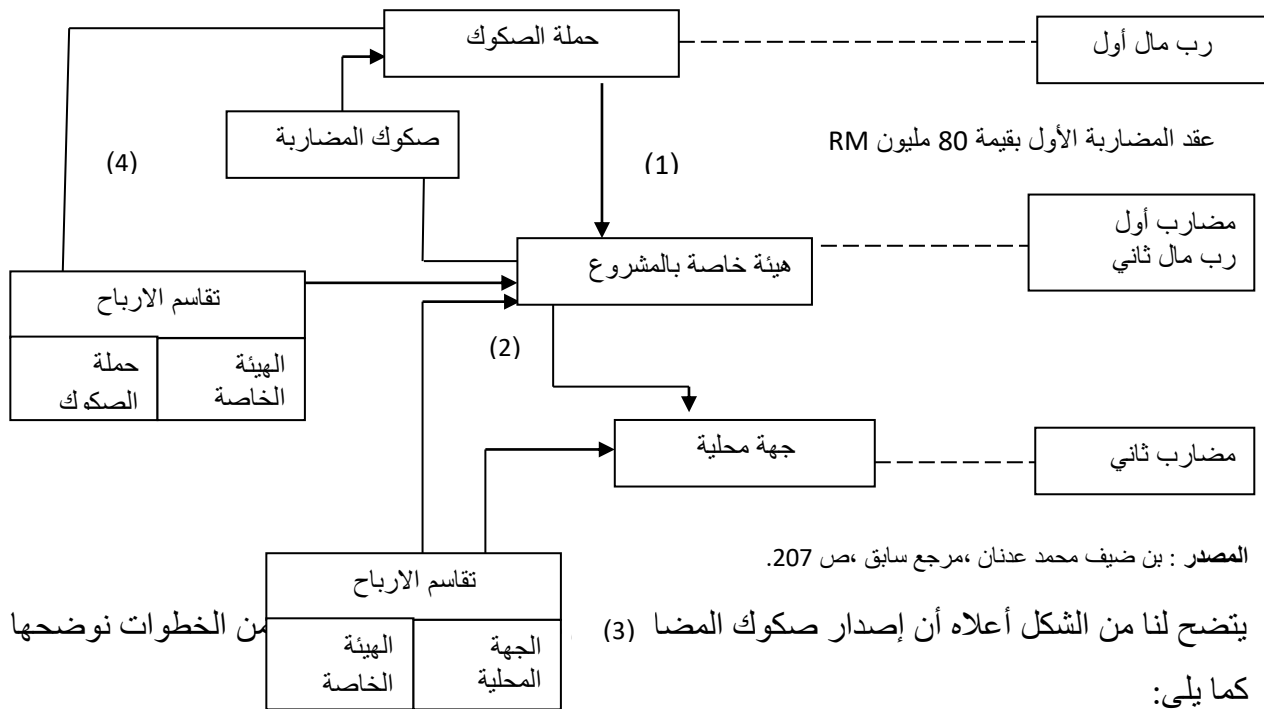 حملة الصكوك
رب مال أول
صكوك المضاربة
عقد المضاربة الأول بقيمة 80 مليون RM
(4)
(1)
مضارب أول
رب مال ثاني
هيئة خاصة بالمشروع
تقاسم الارباح
الهيئة
الخاصة
حملة
الصكوك
(2)
جهة محلية
مضارب ثاني
المصدر : بن ضيف محمد عدنان ،مرجع سابق ،ص 207.
تقاسم الارباح
الجهة
المحلية
الهيئة
الخاصة
يتضح لنا من الشكل أعلاه أن إصدار صكوك المضا (3) من الخطوات نوضحها
كما يلي: